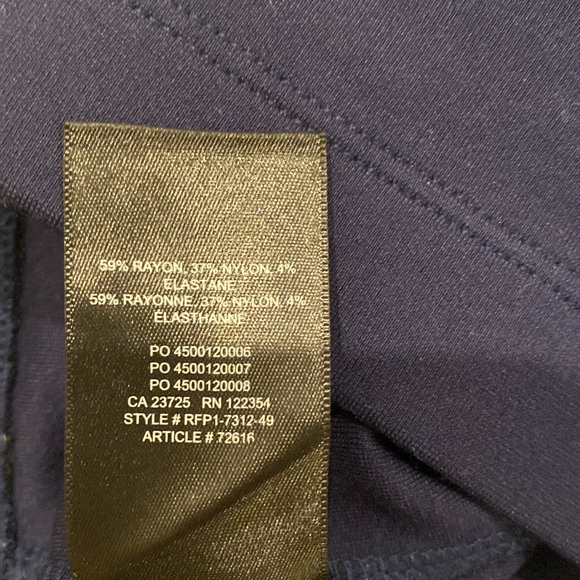 59% RAYON, 37% NYLON, 4%
ELASTANE
59% RAYONNE, 37% NYLON, 4%
ELASTHANNE
PO 4500120006
PO 4500120007
PO 4500120008
CA 23725 RN 122354
STYLE # RFP1-7312-49
ARTICLE # 72616